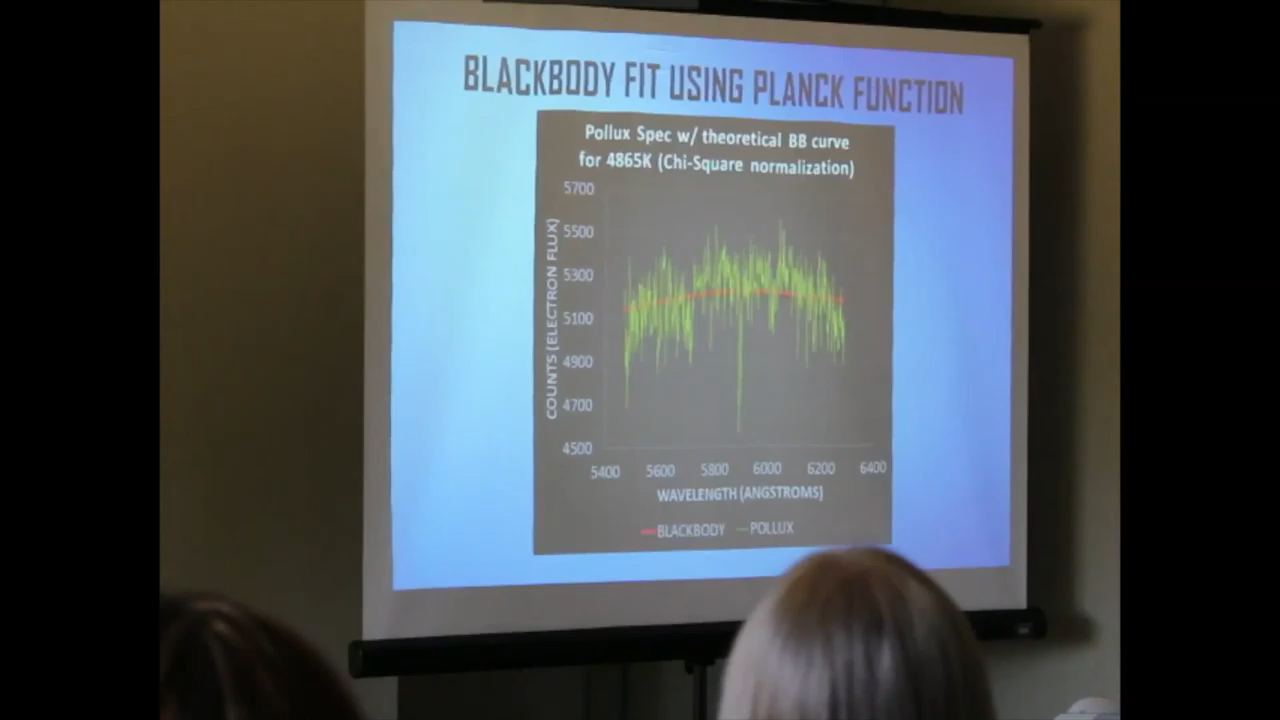 BLACKBODY FIT USING PLANCK FUNCTION
Pollux Spec w/ theoretical BB curve
for 4865K (Chi-Square normalization)
5700
5500
5300
5100
4900
4700
4500
COUNTS (ELECTRON FLUX)
5400 5600 5800 6000 6200 6400
WAVELENGTH (ANGSTROMS)
BLACKBODY POLLUX